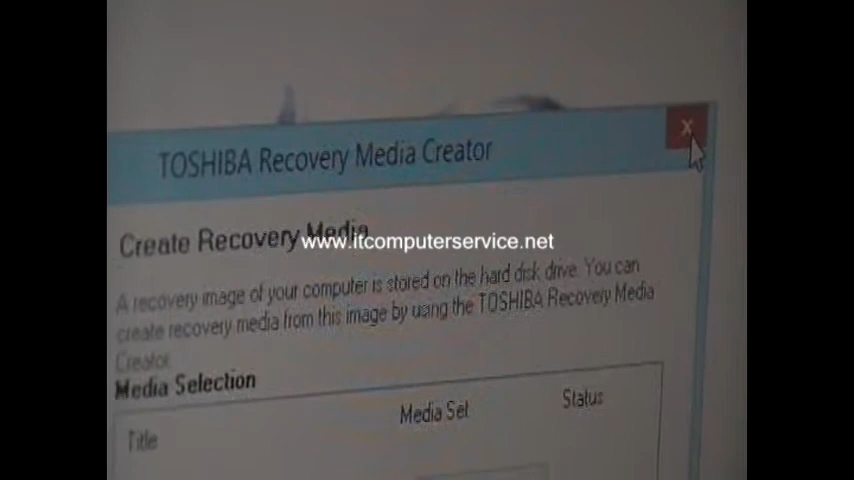 X
TOSHIBA Recovery Media Creator
Create Recovery Media
www.itcomputerservice.net
A recovery image of your computer is stored on the hard disk drive. You can
create recovery media from this image by using the TOSHIBA Recovery Media
Creator.
Media Selection
Title Media Set Status